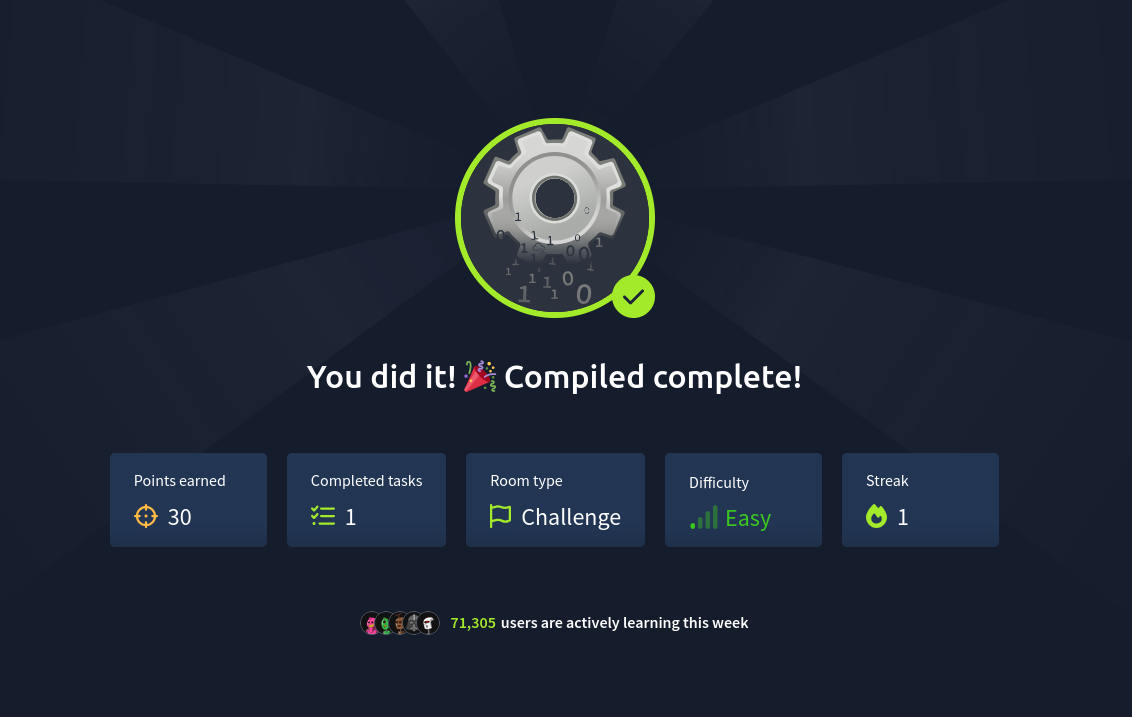 You did it! 🎉 Compiled complete!
Points earned
30
Completed tasks
1
Room type
Challenge
Difficulty
Easy
Streak
1
71,305 users are actively learning this week